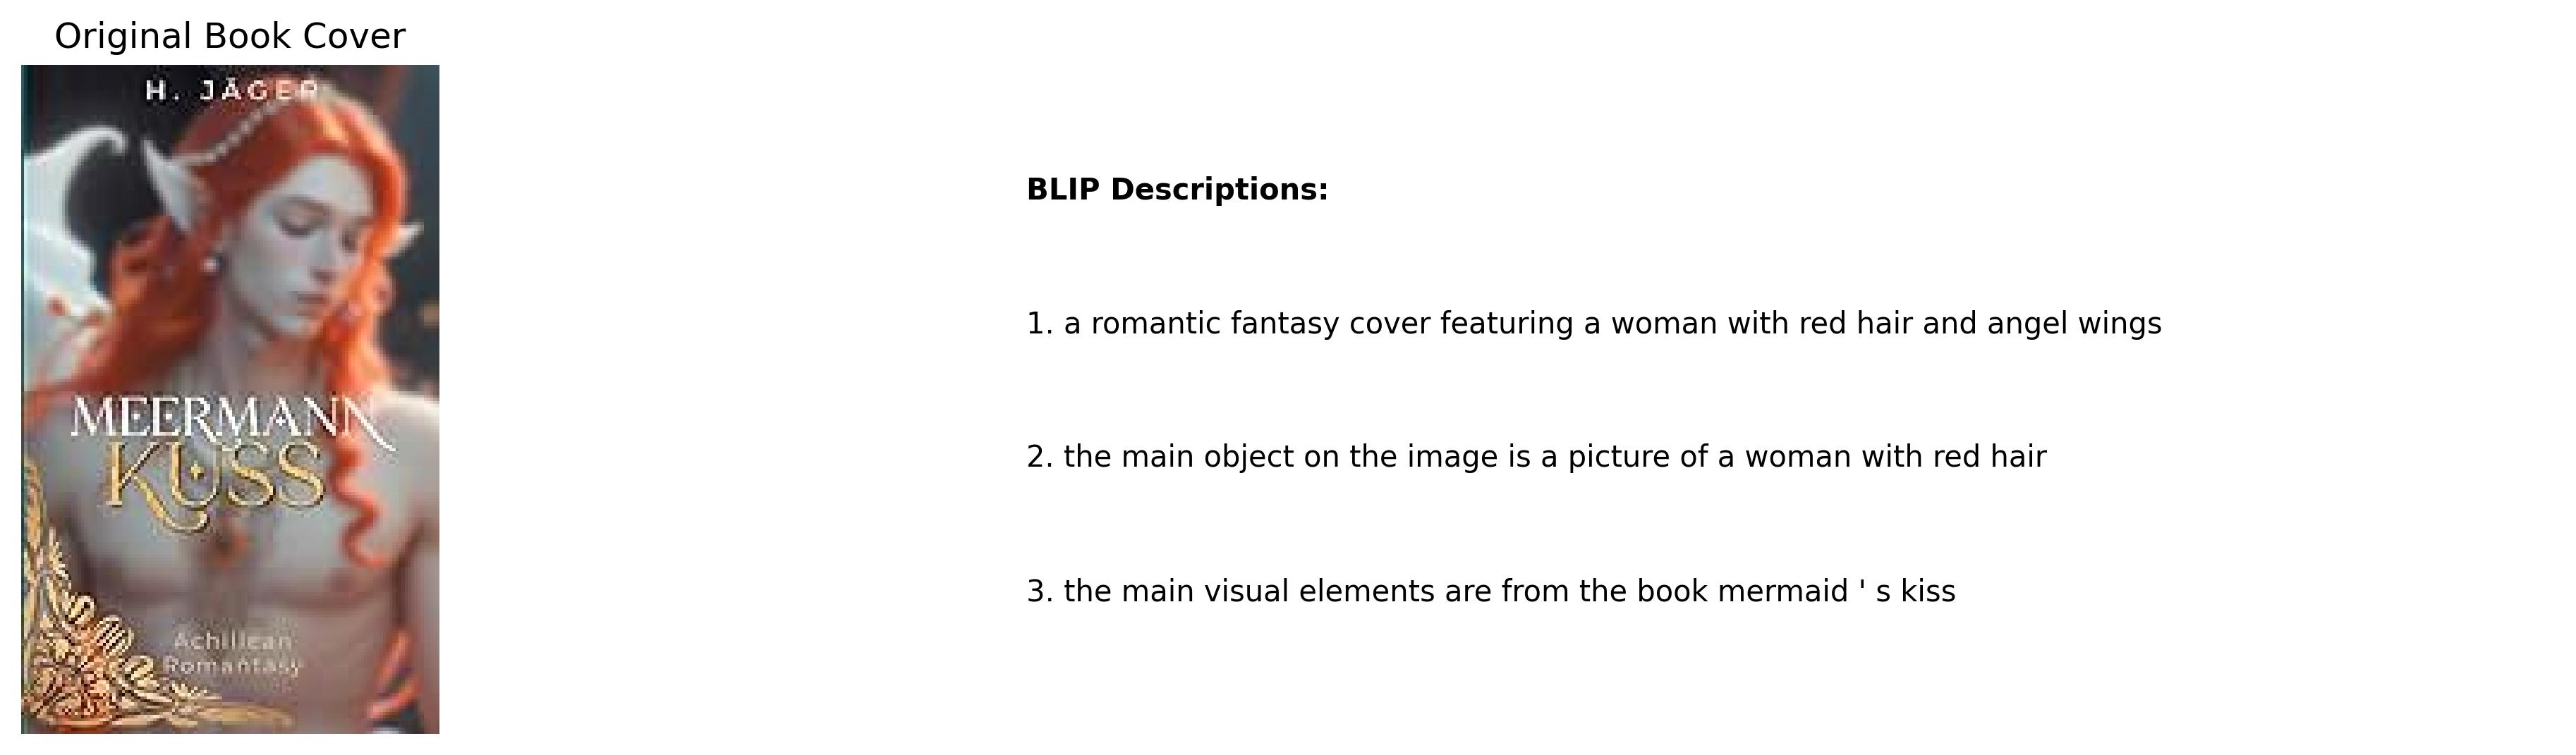 Original Book Cover
H. JÄGER
MEERMANN
KUSS
Achillean
Romantasy
BLIP Descriptions:
1. a romantic fantasy cover featuring a woman with red hair and angel wings
2. the main object on the image is a picture of a woman with red hair
3. the main visual elements are from the book mermaid ' s kiss